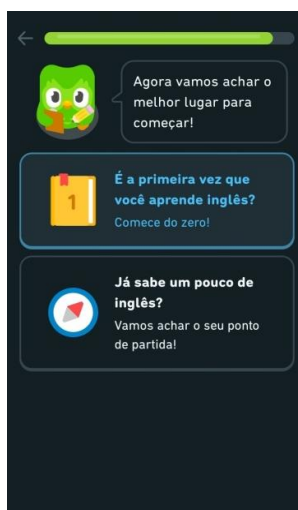 Agora vamos achar o
melhor lugar para
começar!
1
É a primeira vez que
você aprende inglês?
Comece do zero!
Já sabe um pouco de
inglês?
Vamos achar o seu ponto
de partida!